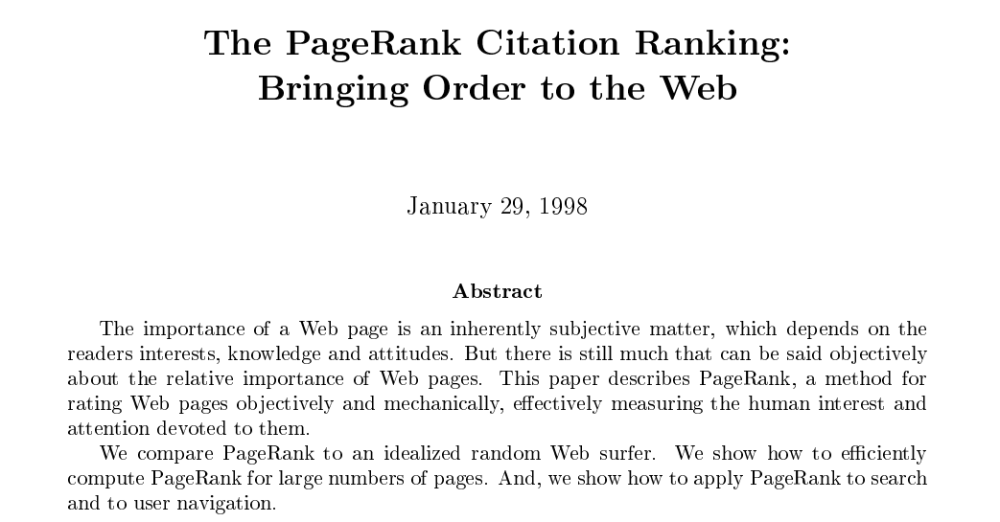 The PageRank Citation Ranking:
Bringing Order to the Web
January 29, 1998
Abstract
The importance of a Web page is an inherently subjective matter, which depends on the
readers interests, knowledge and attitudes. But there is still much that can be said objectively
about the relative importance of Web pages. This paper describes PageRank, a method for
rating Web pages objectively and mechanically, effectively measuring the human interest and
attention devoted to them.
We compare PageRank to an idealized random Web surfer. We show how to efficiently
compute PageRank for large numbers of pages. And, we show how to apply PageRank to search
and to user navigation.